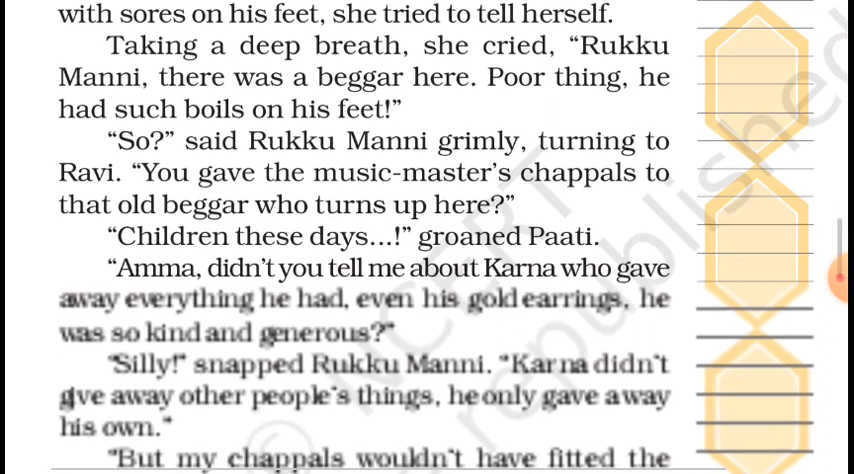 with sores on his feet, she tried to tell herself.
Taking a deep breath, she cried, “Rukku
Manni, there was a beggar here. Poor thing, he
had such boils on his feet!”
“So?” said Rukku Manni grimly, turning to
Ravi. “You gave the music-master’s chappals to
that old beggar who turns up here?”
“Children these days...!” groaned Paati.
“Amma, didn’t you tell me about Karna who gave
away everything he had, even his gold earrings, he
was so kind and generous?”
“Silly!” snapped Rukku Manni. “Karna didn’t
give away other people’s things, he only gave away
his own.”
“But my chappals wouldn’t have fitted the
© NCERT
republished